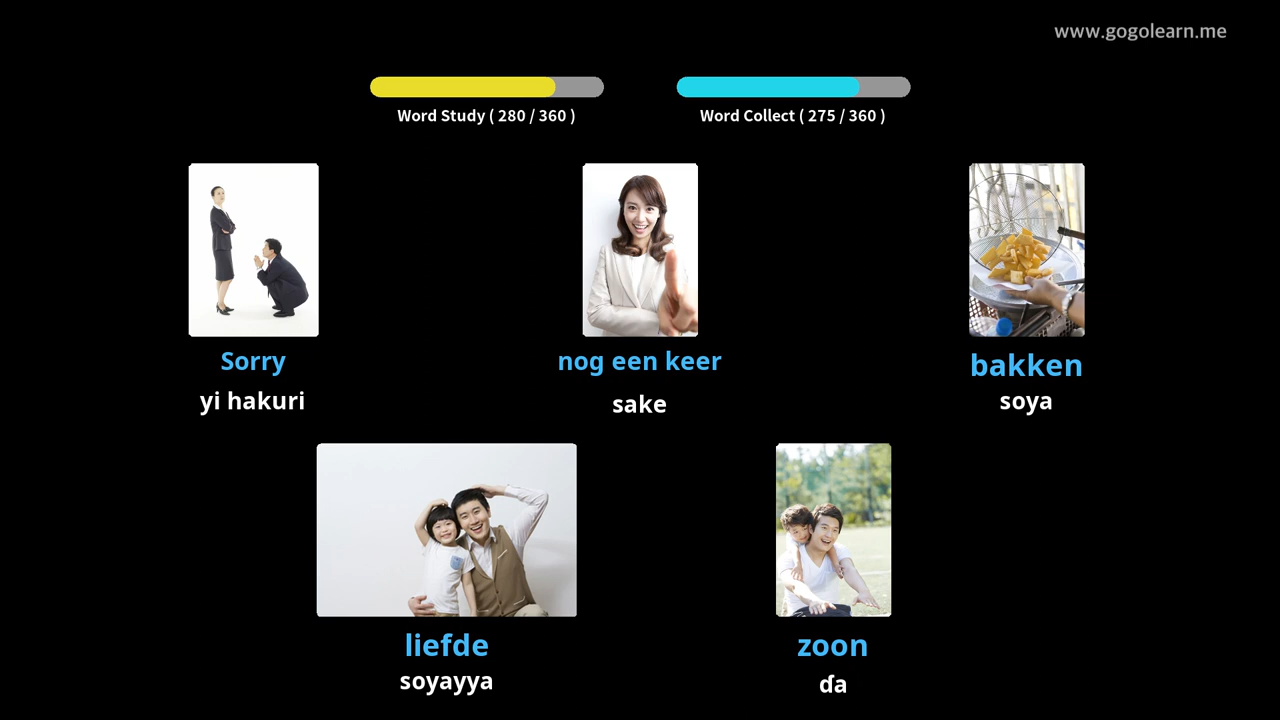 www.gogolearn.me
Word Study ( 280 / 360 )
Word Collect ( 275 / 360 )
Sorry
yi hakuri
nog een keer
sake
bakken
soya
liefde
soyayya
zoon
ɗa